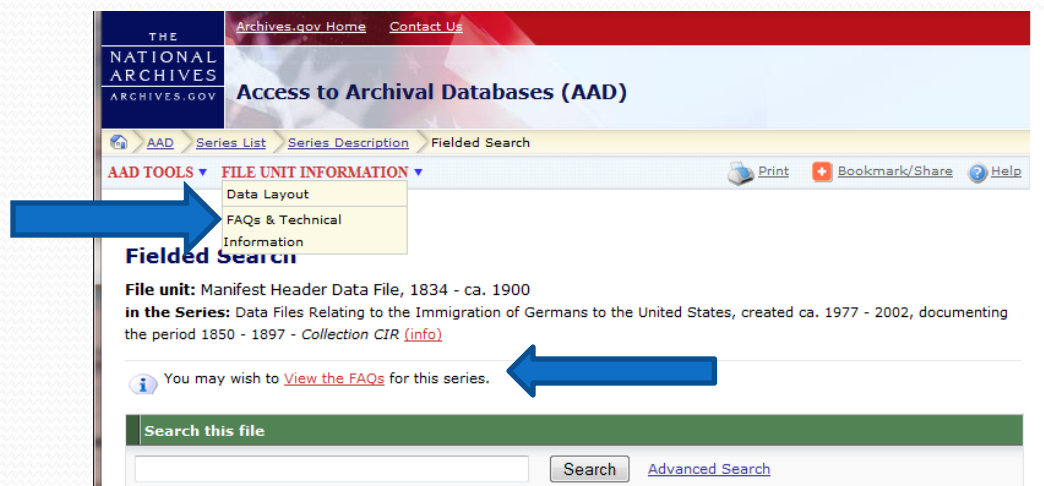 Archives.gov Home Contact Us
THE
NATIONAL
ARCHIVES
ARCHIVES.GOV
Access to Archival Databases (AAD)
AAD Series List Series Description Fielded Search
AAD TOOLS ▼ FILE UNIT INFORMATION ▼ Print Bookmark/Share Help
Data Layout
FAQs & Technical
Information
Fielded Search
File unit: Manifest Header Data File, 1834 - ca. 1900
in the Series: Data Files Relating to the Immigration of Germans to the United States, created ca. 1977 - 2002, documenting
the period 1850 - 1897 - Collection CIR (info)
You may wish to View the FAQs for this series.
Search this file
Search Advanced Search